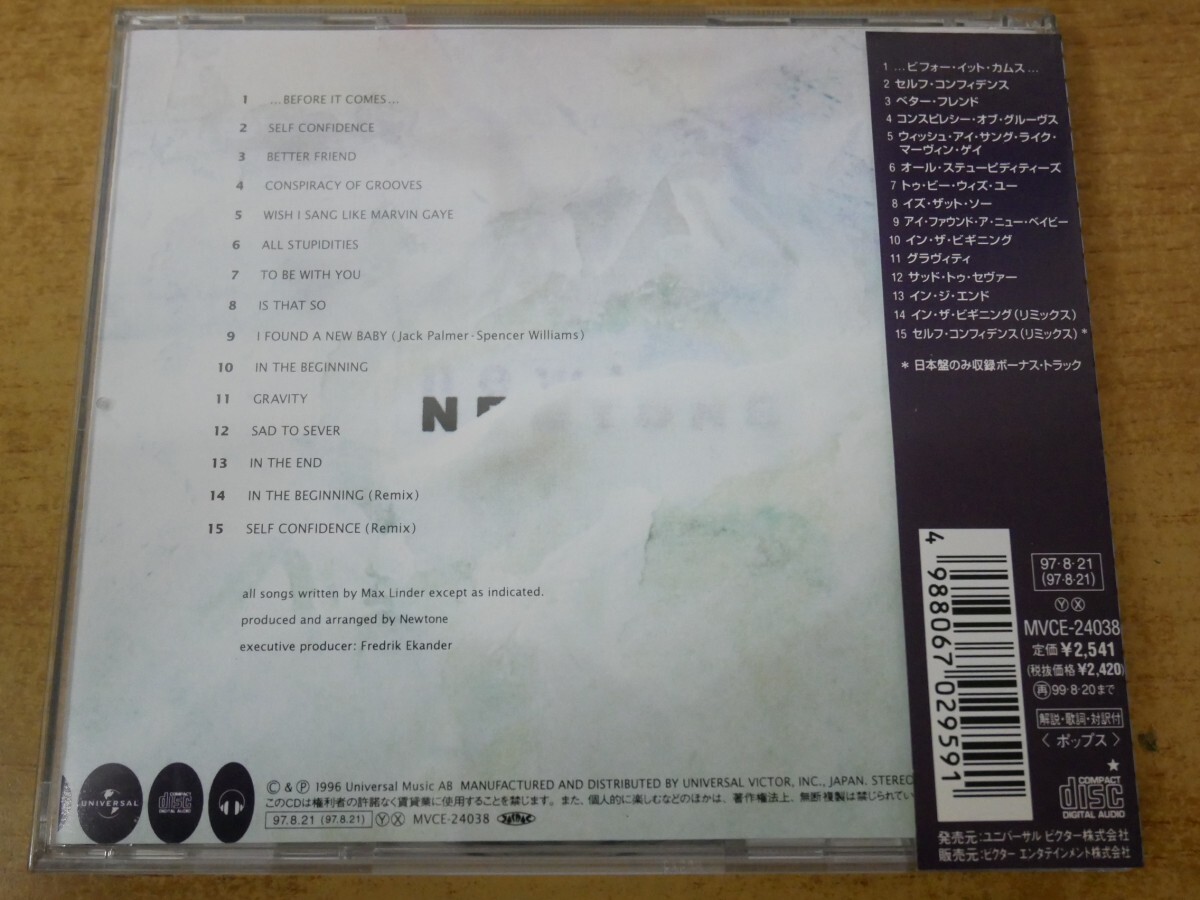 1 ...BEFORE IT COMES...
2 SELF CONFIDENCE
3 BETTER FRIEND
4 CONSPIRACY OF GROOVES
5 WISH I SANG LIKE MARVIN GAYE
6 ALL STUPIDITIES
7 TO BE WITH YOU
8 IS THAT SO
9 I FOUND A NEW BABY (Jack Palmer-Spencer Williams)
10 IN THE BEGINNING
11 GRAVITY
12 SAD TO SEVER
13 IN THE END
14 IN THE BEGINNING (Remix)
15 SELF CONFIDENCE (Remix)
all songs written by Max Linder except as indicated.
produced and arranged by Newtone
executive producer: Fredrik Ekander
UNIVERSAL
COMPACT
disc
DIGITAL AUDIO
© & ℗ 1996 Universal Music AB MANUFACTURED AND DISTRIBUTED BY UNIVERSAL VICTOR, INC., JAPAN. STEREO
このCDは権利者の許諾なく賃貸業に使用することを禁じます。また、個人的に楽しむなどのほかは、著作権法上、無断複製は禁じられてい
97.8.21 (97.8.21) Ⓨ Ⓧ MVCE-24038
1 ...ビフォー・イット・カムス...
2 セルフ・コンフィデンス
3 ベター・フレンド
4 コンスピレシー・オブ・グルーヴス
5 ウィッシュ・アイ・サング・ライク・
マーヴィン・ゲイ
6 オール・ステューピディティーズ
7 トゥ・ビー・ウィズ・ユー
8 イズ・ザット・ソー
9 アイ・ファウンド・ア・ニュー・ベイビー
10 イン・ザ・ビギニング
11 グラヴィティ
12 サッド・トゥ・セヴァー
13 イン・ジ・エンド
14 イン・ザ・ビギニング(リミックス)
15 セルフ・コンフィデンス(リミックス)*
* 日本盤のみ収録ボーナス・トラック
4 988067 029591
97・8・21
(97・8・21)
Ⓨ Ⓧ
MVCE-24038
定価¥2,541
(税抜価格¥2,420)
再99・8・20まで
解説・歌詞・対訳付
〈ポップス〉
★
COMPACT
disc
DIGITAL AUDIO
発売元:ユニバーサル ビクター株式会社
販売元:ビクター エンタテインメント株式会社